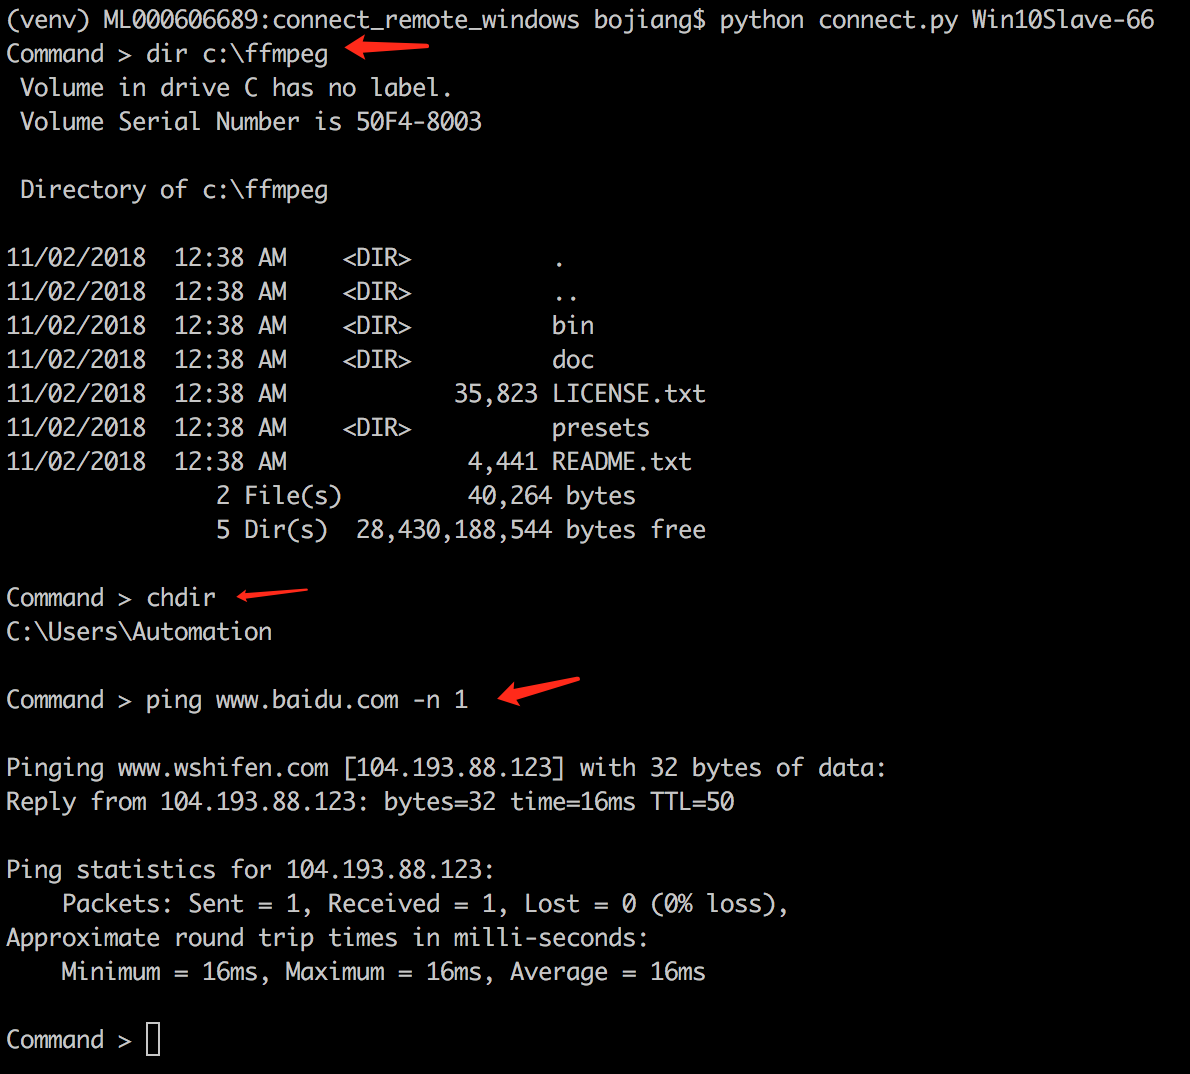 (venv) ML000606689:connect_remote_windows bojiang$ python connect.py Win10Slave-66
Command > dir c:\ffmpeg
 Volume in drive C has no label.
 Volume Serial Number is 50F4-8003

 Directory of c:\ffmpeg

11/02/2018  12:38 AM    <DIR>          .
11/02/2018  12:38 AM    <DIR>          ..
11/02/2018  12:38 AM    <DIR>          bin
11/02/2018  12:38 AM    <DIR>          doc
11/02/2018  12:38 AM            35,823 LICENSE.txt
11/02/2018  12:38 AM    <DIR>          presets
11/02/2018  12:38 AM             4,441 README.txt
               2 File(s)         40,264 bytes
               5 Dir(s)  28,430,188,544 bytes free

Command > chdir
C:\Users\Automation

Command > ping www.baidu.com -n 1

Pinging www.wshifen.com [104.193.88.123] with 32 bytes of data:
Reply from 104.193.88.123: bytes=32 time=16ms TTL=50

Ping statistics for 104.193.88.123:
    Packets: Sent = 1, Received = 1, Lost = 0 (0% loss),
Approximate round trip times in milli-seconds:
    Minimum = 16ms, Maximum = 16ms, Average = 16ms

Command >